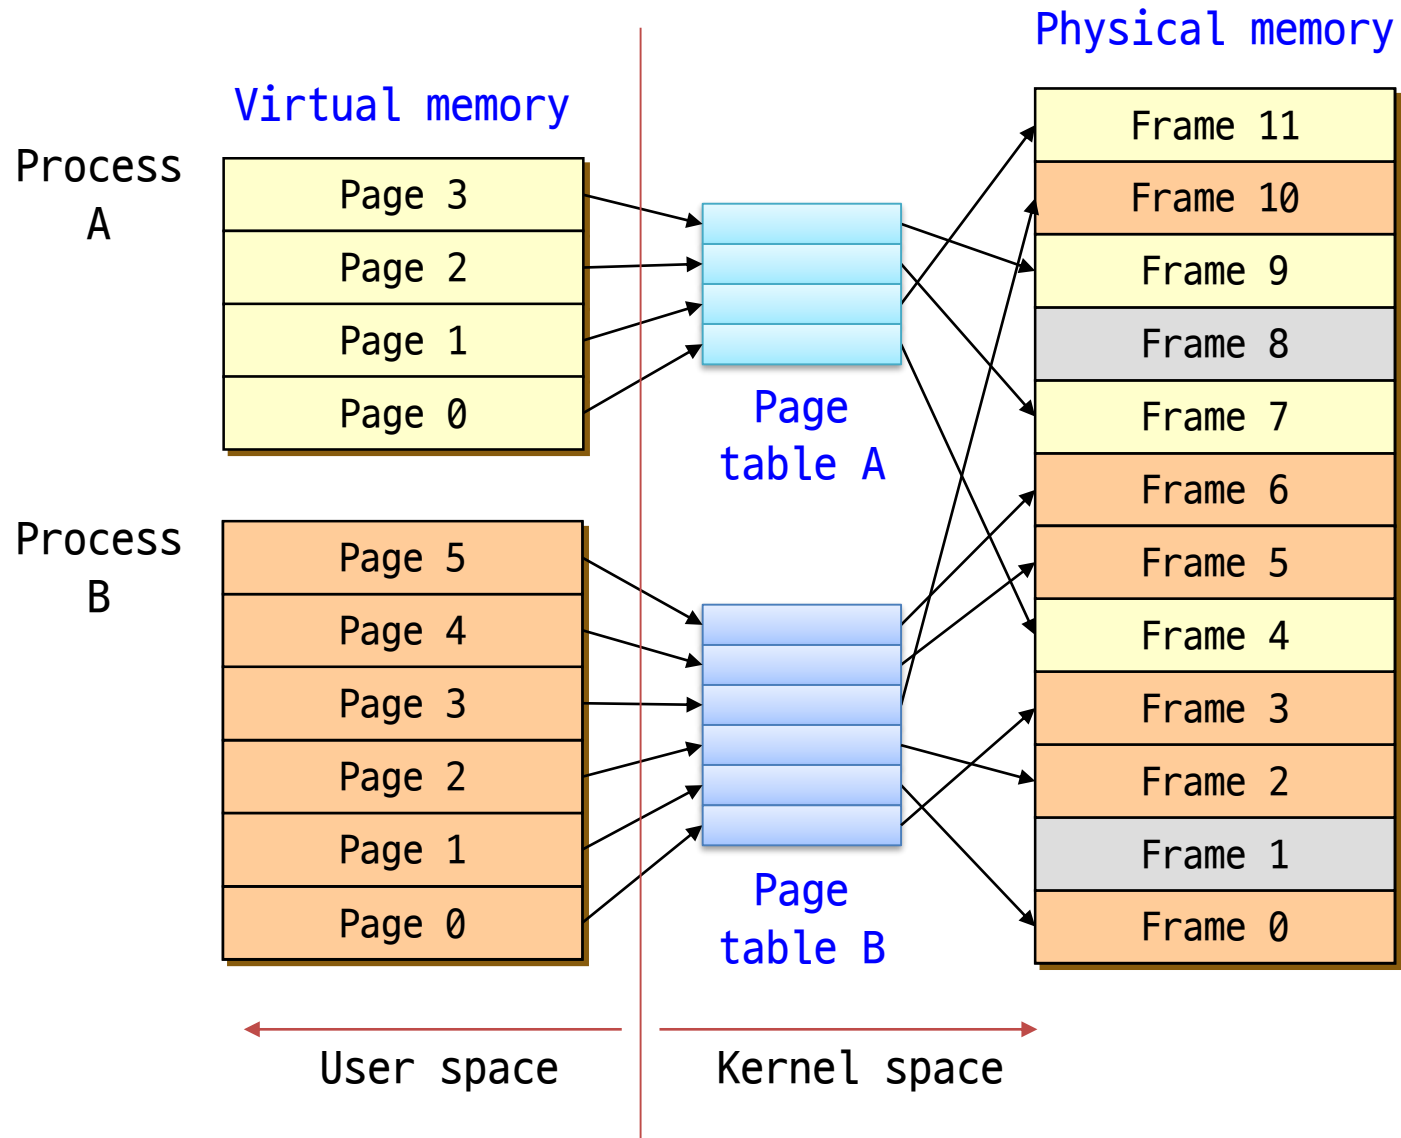 Physical memory
Virtual memory
Process
A
Page 3
Page 2
Page 1
Page 0
Page
table A
Process
B
Page 5
Page 4
Page 3
Page 2
Page 1
Page 0
Page
table B
Frame 11
Frame 10
Frame 9
Frame 8
Frame 7
Frame 6
Frame 5
Frame 4
Frame 3
Frame 2
Frame 1
Frame 0
User space
Kernel space